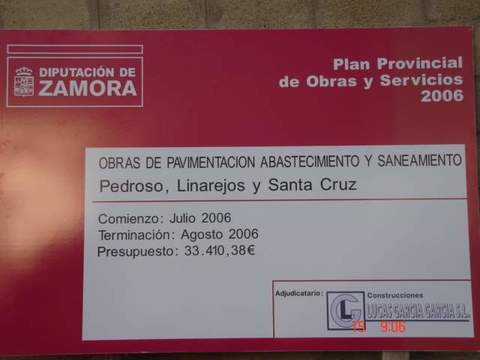 DIPUTACIÓN DE
ZAMORA
Plan Provincial
de Obras y Servicios
2006
OBRAS DE PAVIMENTACION ABASTECIMIENTO Y SANEAMIENTO
Pedroso, Linarejos y Santa Cruz
Comienzo: Julio 2006
Terminación: Agosto 2006
Presupuesto: 33.410,38€
Adjudicatario:
Construcciones
LUCAS GARCIA GARCIA S.L.
15 9:06